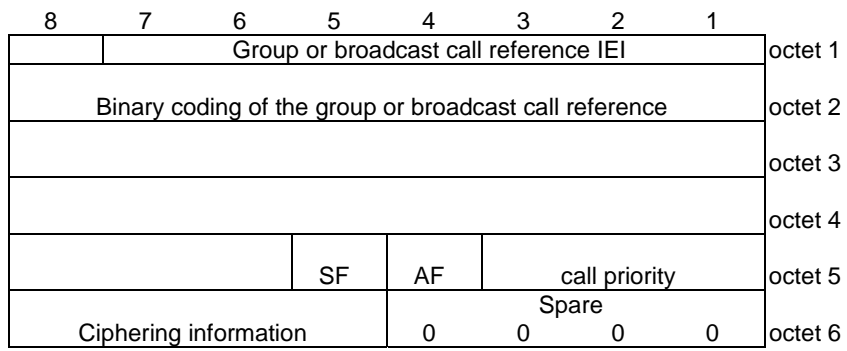 8 7 6 5 4 3 2 1
Group or broadcast call reference IEI octet 1
Binary coding of the group or broadcast call reference octet 2
octet 3
octet 4
SF AF call priority octet 5
Spare
Ciphering information 0 0 0 0 octet 6